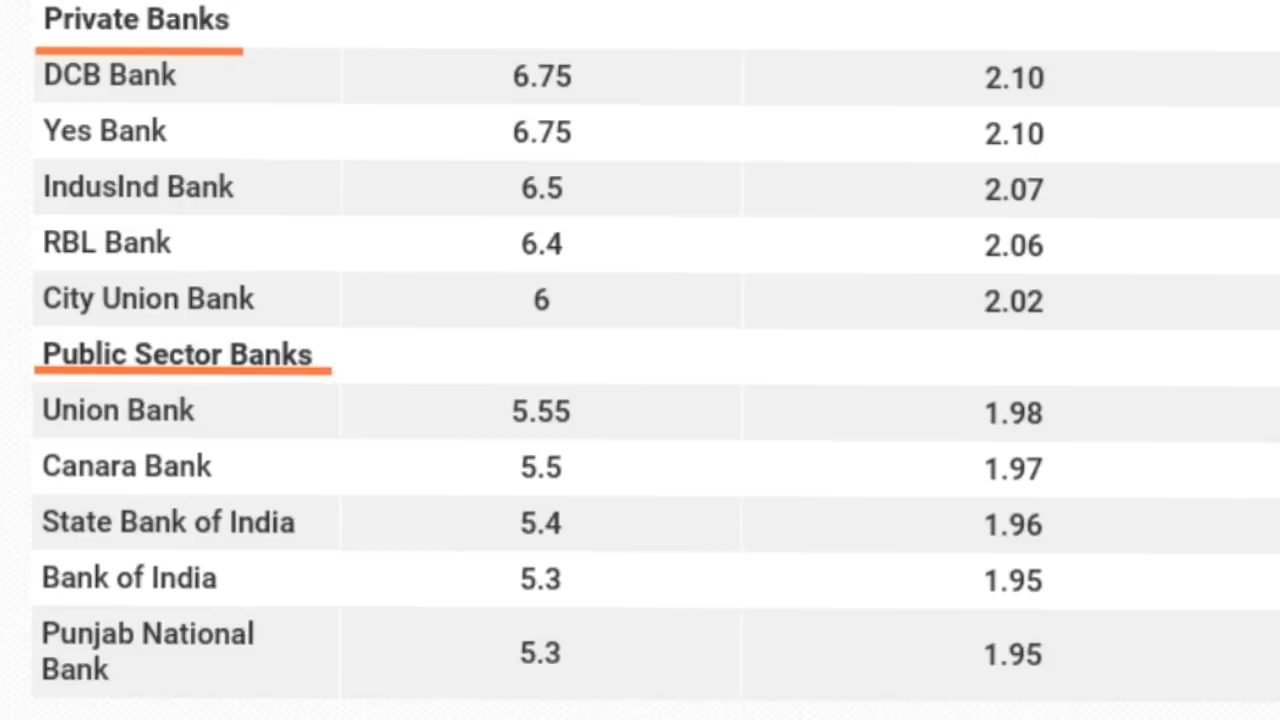 Private Banks
DCB Bank 6.75 2.10
Yes Bank 6.75 2.10
IndusInd Bank 6.5 2.07
RBL Bank 6.4 2.06
City Union Bank 6 2.02
Public Sector Banks
Union Bank 5.55 1.98
Canara Bank 5.5 1.97
State Bank of India 5.4 1.96
Bank of India 5.3 1.95
Punjab National
Bank 5.3 1.95